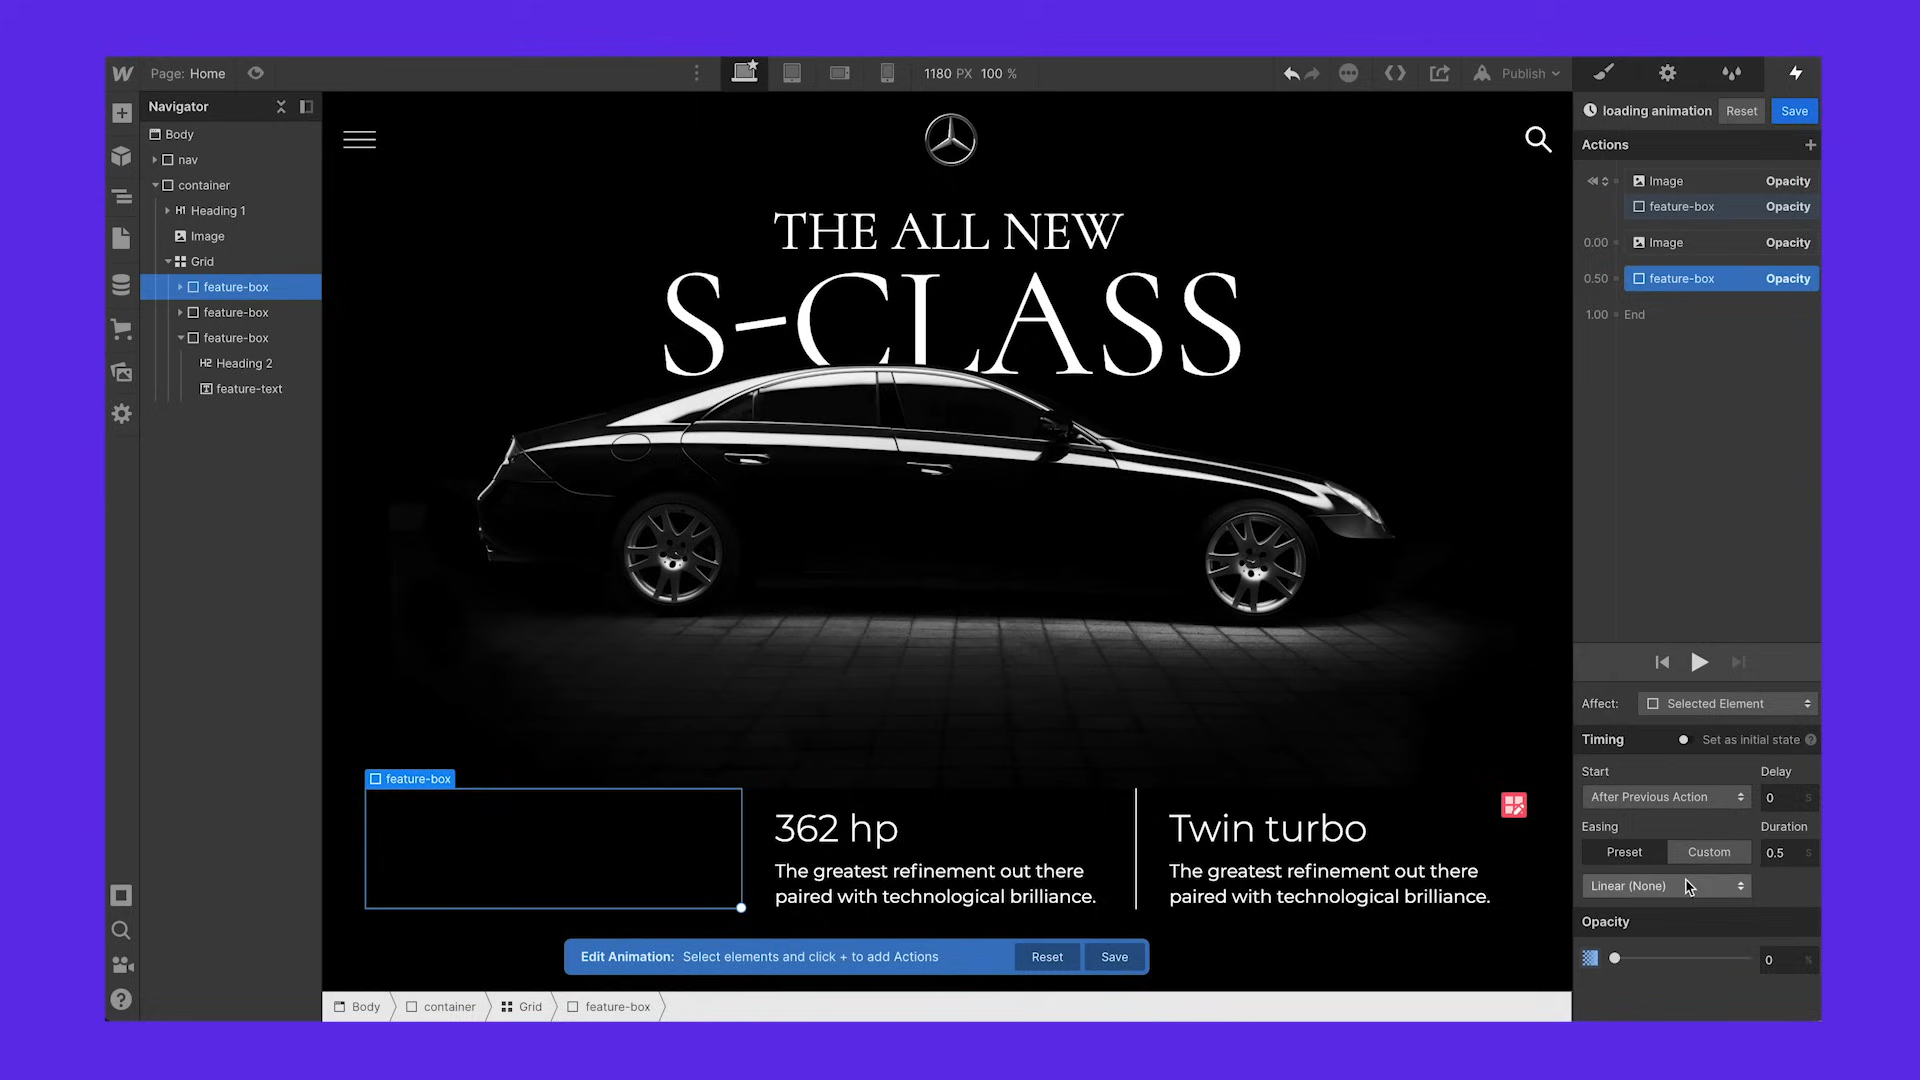 Page: Home
1180 PX 100 %
Publish
Navigator
Body
nav
container
H1 Heading 1
Image
Grid
feature-box
feature-box
feature-box
H2 Heading 2
feature-text
THE ALL NEW
S-CLASS
feature-box
362 hp
The greatest refinement out there
paired with technological brilliance.
Twin turbo
The greatest refinement out there
paired with technological brilliance.
Edit Animation: Select elements and click + to add Actions
Reset
Save
Body
container
Grid
feature-box
loading animation
Reset
Save
Actions
Image Opacity
feature-box Opacity
0.00 Image Opacity
0.50 feature-box Opacity
1.00 End
Affect: Selected Element
Timing Set as initial state
Start Delay
After Previous Action 0 S
Easing Duration
Preset Custom 0.5 S
Linear (None)
Opacity
0 %